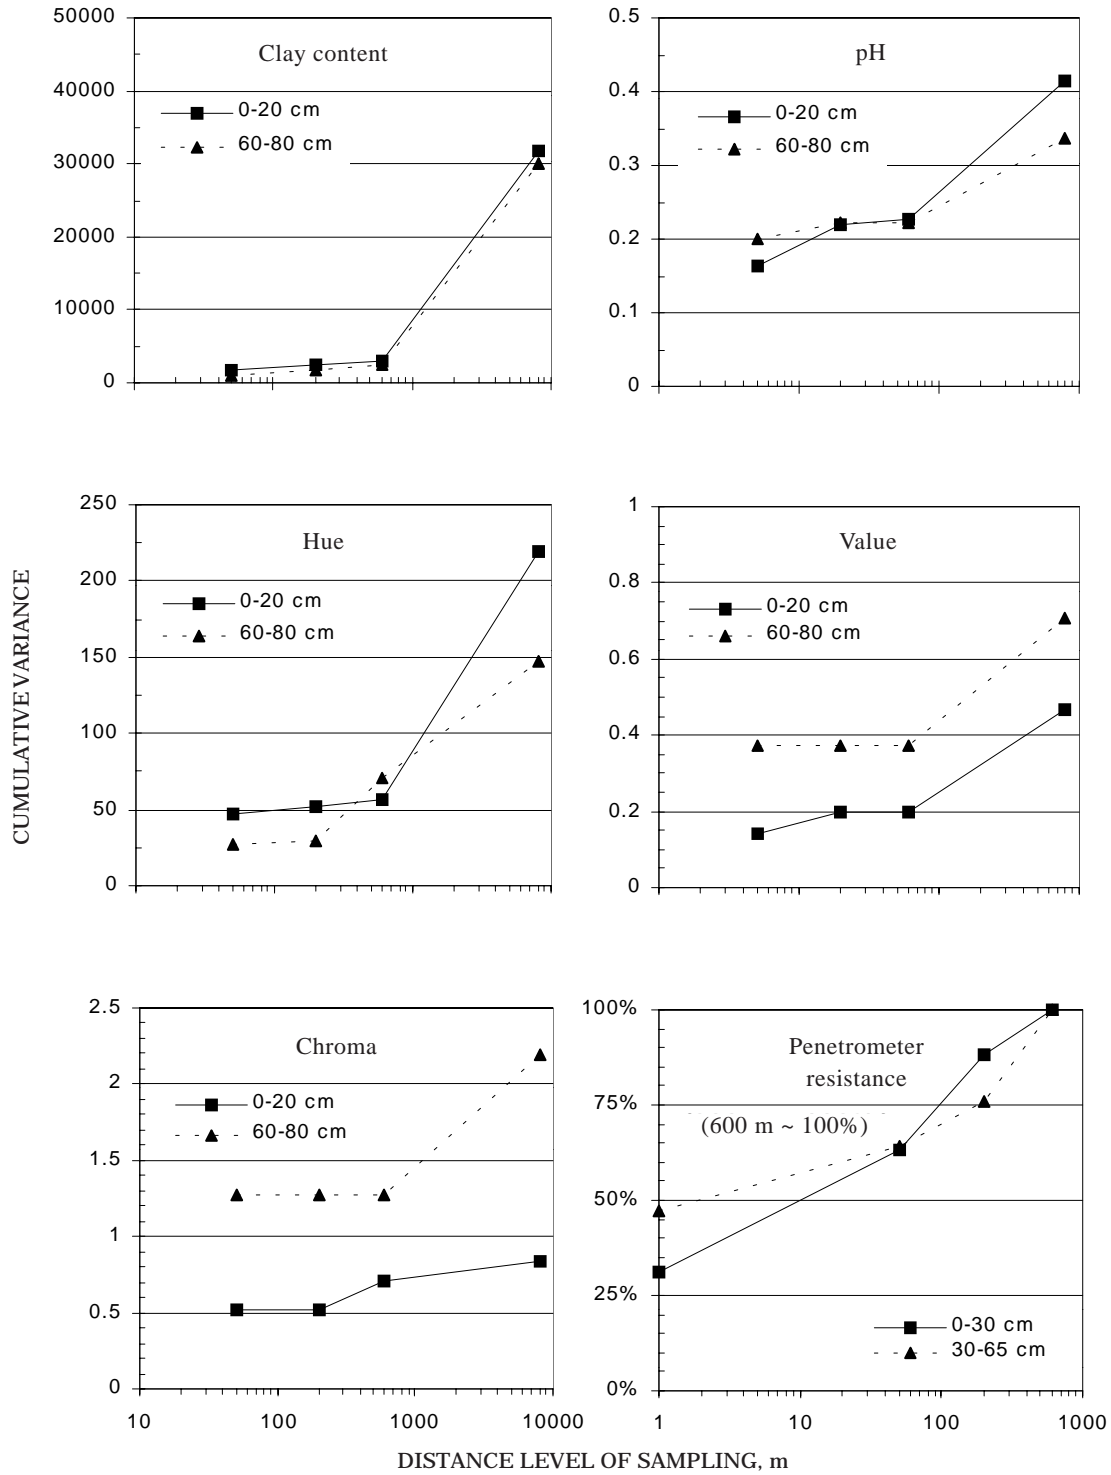 CUMULATIVE VARIANCE
50000
40000
30000
20000
10000
0
Clay content
0-20 cm
60-80 cm
0.5
0.4
0.3
0.2
0.1
0
pH
0-20 cm
60-80 cm
250
200
150
100
50
0
Hue
0-20 cm
60-80 cm
1
0.8
0.6
0.4
0.2
0
Value
0-20 cm
60-80 cm
2.5
2
1.5
1
0.5
0
Chroma
0-20 cm
60-80 cm
10 100 1000 10000
100%
75%
50%
25%
0%
Penetrometer
resistance
(600 m ~ 100%)
0-30 cm
30-65 cm
1 10 100 1000
DISTANCE LEVEL OF SAMPLING, m